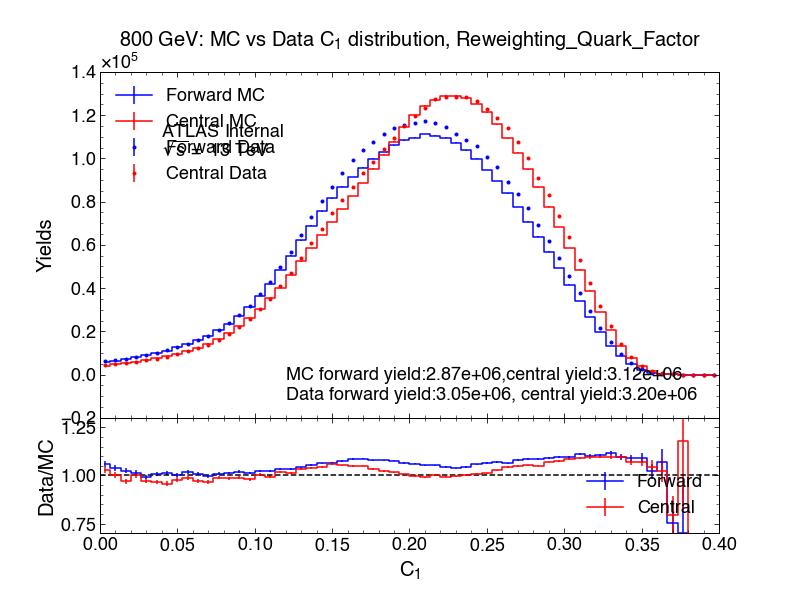 800 GeV: MC vs Data C₁ distribution, Reweighting_Quark_Factor
×10⁵
1.4
1.2
1.0
0.8
0.6
0.4
0.2
0.0
−0.2
Yields
Forward MC
Central MC
ATLAS Internal
Forward Data
√s = 13 TeV
Central Data
MC forward yield:2.87e+06,central yield:3.12e+06
Data forward yield:3.05e+06, central yield:3.20e+06
1.25
1.00
0.75
Data/MC
Forward
Central
0.00 0.05 0.10 0.15 0.20 0.25 0.30 0.35 0.40
C₁